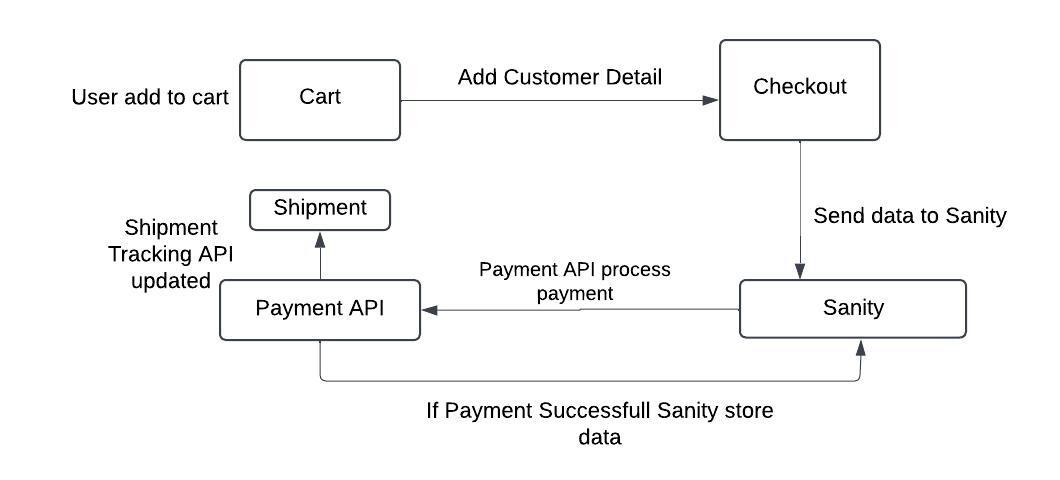 User add to cart
Cart
Add Customer Detail
Checkout
Send data to Sanity
Shipment
Shipment
Tracking API
updated
Payment API
Payment API process
payment
Sanity
If Payment Successfull Sanity store
data